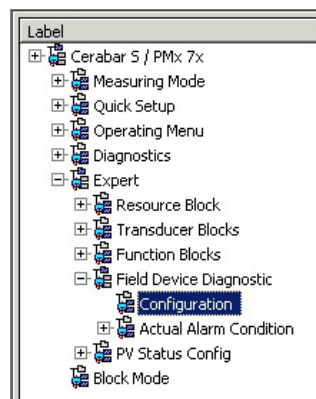 Label
Cerabar S / PMx 7x
Measuring Mode
Quick Setup
Operating Menu
Diagnostics
Expert
Resource Block
Transducer Blocks
Function Blocks
Field Device Diagnostic
Configuration
Actual Alarm Condition
PV Status Config
Block Mode